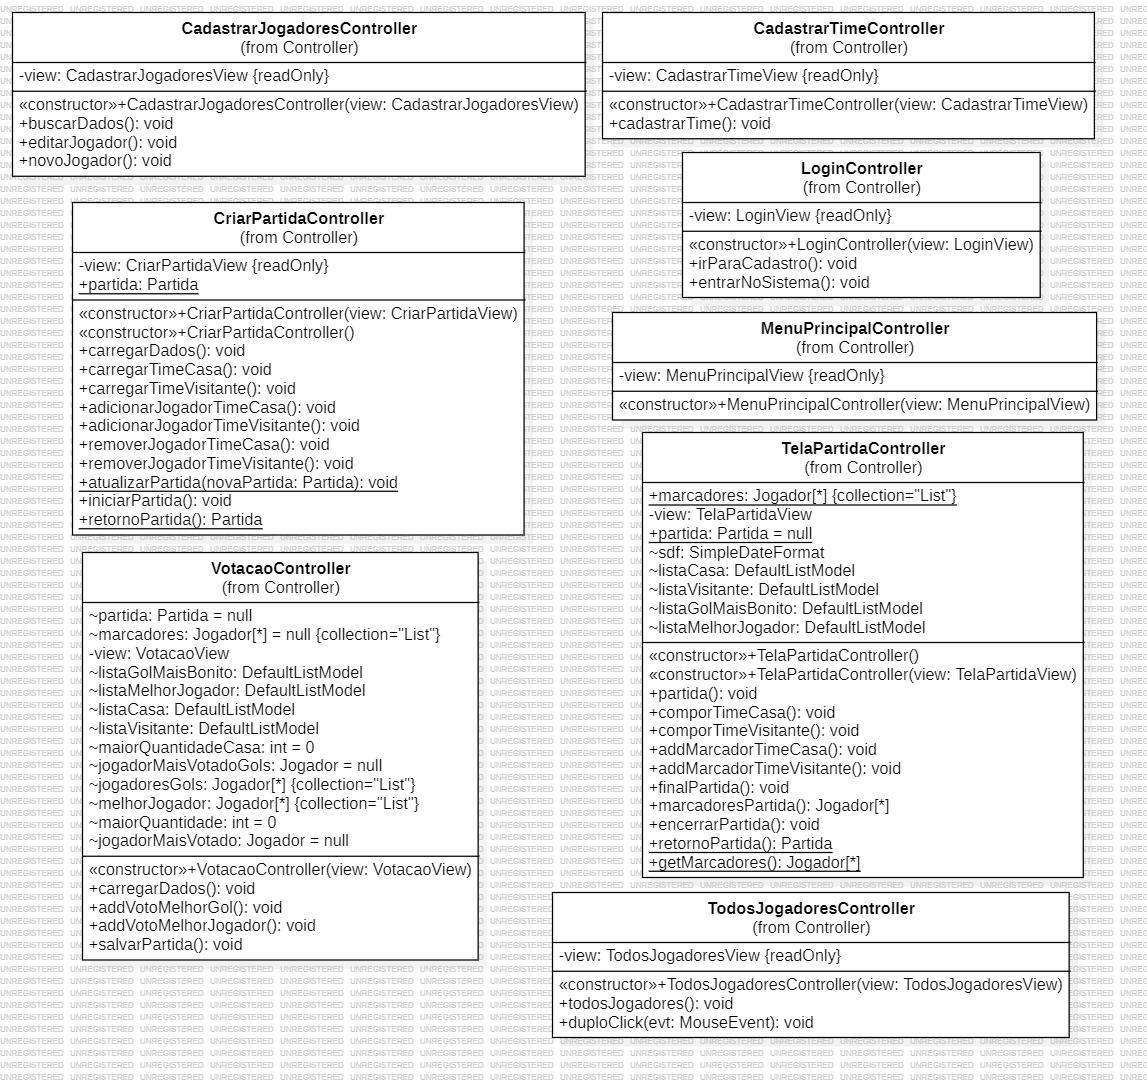 CadastrarJogadoresController
(from Controller)
-view: CadastrarJogadoresView {readOnly}
«constructor»+CadastrarJogadoresController(view: CadastrarJogadoresView)
+buscarDados(): void
+editarJogador(): void
+novoJogador(): void
CadastrarTimeController
(from Controller)
-view: CadastrarTimeView {readOnly}
«constructor»+CadastrarTimeController(view: CadastrarTimeView)
+cadastrarTime(): void
LoginController
(from Controller)
-view: LoginView {readOnly}
«constructor»+LoginController(view: LoginView)
+irParaCadastro(): void
+entrarNoSistema(): void
CriarPartidaController
(from Controller)
-view: CriarPartidaView {readOnly}
+partida: Partida
«constructor»+CriarPartidaController(view: CriarPartidaView)
«constructor»+CriarPartidaController()
+carregarDados(): void
+carregarTimeCasa(): void
+carregarTimeVisitante(): void
+adicionarJogadorTimeCasa(): void
+adicionarJogadorTimeVisitante(): void
+removerJogadorTimeCasa(): void
+removerJogadorTimeVisitante(): void
+atualizarPartida(novaPartida: Partida): void
+iniciarPartida(): void
+retornoPartida(): Partida
MenuPrincipalController
(from Controller)
-view: MenuPrincipalView {readOnly}
«constructor»+MenuPrincipalController(view: MenuPrincipalView)
TelaPartidaController
(from Controller)
+marcadores: Jogador[*] {collection="List"}
-view: TelaPartidaView
+partida: Partida = null
~sdf: SimpleDateFormat
~listaCasa: DefaultListModel
~listaVisitante: DefaultListModel
~listaGolMaisBonito: DefaultListModel
~listaMelhorJogador: DefaultListModel
«constructor»+TelaPartidaController()
«constructor»+TelaPartidaController(view: TelaPartidaView)
+partida(): void
+comporTimeCasa(): void
+comporTimeVisitante(): void
+addMarcadorTimeCasa(): void
+addMarcadorTimeVisitante(): void
+finalPartida(): void
+marcadoresPartida(): Jogador[*]
+encerrarPartida(): void
+retornoPartida(): Partida
+getMarcadores(): Jogador[*]
VotacaoController
(from Controller)
~partida: Partida = null
~marcadores: Jogador[*] = null {collection="List"}
-view: VotacaoView
~listaGolMaisBonito: DefaultListModel
~listaMelhorJogador: DefaultListModel
~listaCasa: DefaultListModel
~listaVisitante: DefaultListModel
~maiorQuantidadeCasa: int = 0
~jogadorMaisVotadoGols: Jogador = null
~jogadoresGols: Jogador[*] {collection="List"}
~melhorJogador: Jogador[*] {collection="List"}
~maiorQuantidade: int = 0
~jogadorMaisVotado: Jogador = null
«constructor»+VotacaoController(view: VotacaoView)
+carregarDados(): void
+addVotoMelhorGol(): void
+addVotoMelhorJogador(): void
+salvarPartida(): void
TodosJogadoresController
(from Controller)
-view: TodosJogadoresView {readOnly}
«constructor»+TodosJogadoresController(view: TodosJogadoresView)
+todosJogadores(): void
+duploClick(evt: MouseEvent): void